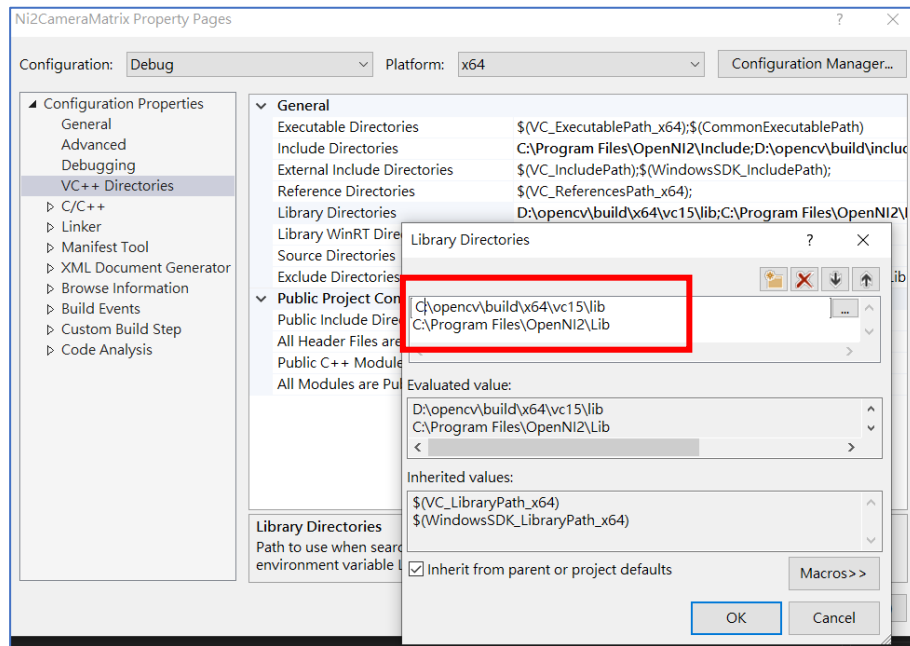 Ni2CameraMatrix Property Pages
Configuration: Debug Platform: x64 Configuration Manager...
Configuration Properties
General
Advanced
Debugging
VC++ Directories
C/C++
Linker
Manifest Tool
XML Document Generator
Browse Information
Build Events
Custom Build Step
Code Analysis
General
Executable Directories $(VC_ExecutablePath_x64);$(CommonExecutablePath)
Include Directories C:\Program Files\OpenNI2\Include;D:\opencv\build\includ
External Include Directories $(VC_IncludePath);$(WindowsSDK_IncludePath);
Reference Directories $(VC_ReferencesPath_x64);
Library Directories D:\opencv\build\x64\vc15\lib;C:\Program Files\OpenNI2\l
Library WinRT Dire
Source Directories
Exclude Directories
Public Project Con
Public Include Dire
All Header Files are
Public C++ Module
All Modules are Pul
Library Directories
Path to use when searc
environment variable L
Library Directories ? ×
C\opencv\build\x64\vc15\lib
C:\Program Files\OpenNI2\Lib
...
Evaluated value:
D:\opencv\build\x64\vc15\lib
C:\Program Files\OpenNI2\Lib
Inherited values:
$(VC_LibraryPath_x64)
$(WindowsSDK_LibraryPath_x64)
Inherit from parent or project defaults
Macros>>
OK Cancel